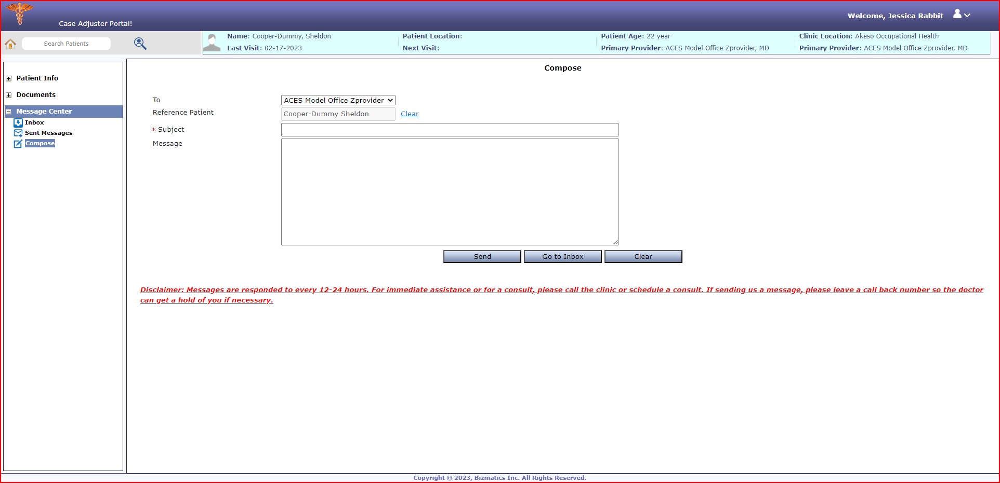 Case Adjuster Portal!
Welcome, Jessica Rabbit
Search Patients
Name: Cooper-Dummy, Sheldon
Last Visit: 02-17-2023
Patient Location:
Next Visit:
Patient Age: 22 year
Primary Provider: ACES Model Office Zprovider, MD
Clinic Location: Akeso Occupational Health
Primary Provider: ACES Model Office Zprovider, MD
Patient Info
Documents
Message Center
Inbox
Sent Messages
Compose
Compose
To
ACES Model Office Zprovider
Reference Patient
Cooper-Dummy Sheldon
Clear
* Subject
Message
Send
Go to Inbox
Clear
Disclaimer: Messages are responded to every 12-24 hours. For immediate assistance or for a consult, please call the clinic or schedule a consult. If sending us a message, please leave a call back number so the doctor
can get a hold of you if necessary.
Copyright © 2023, Bizmatics Inc. All Rights Reserved.